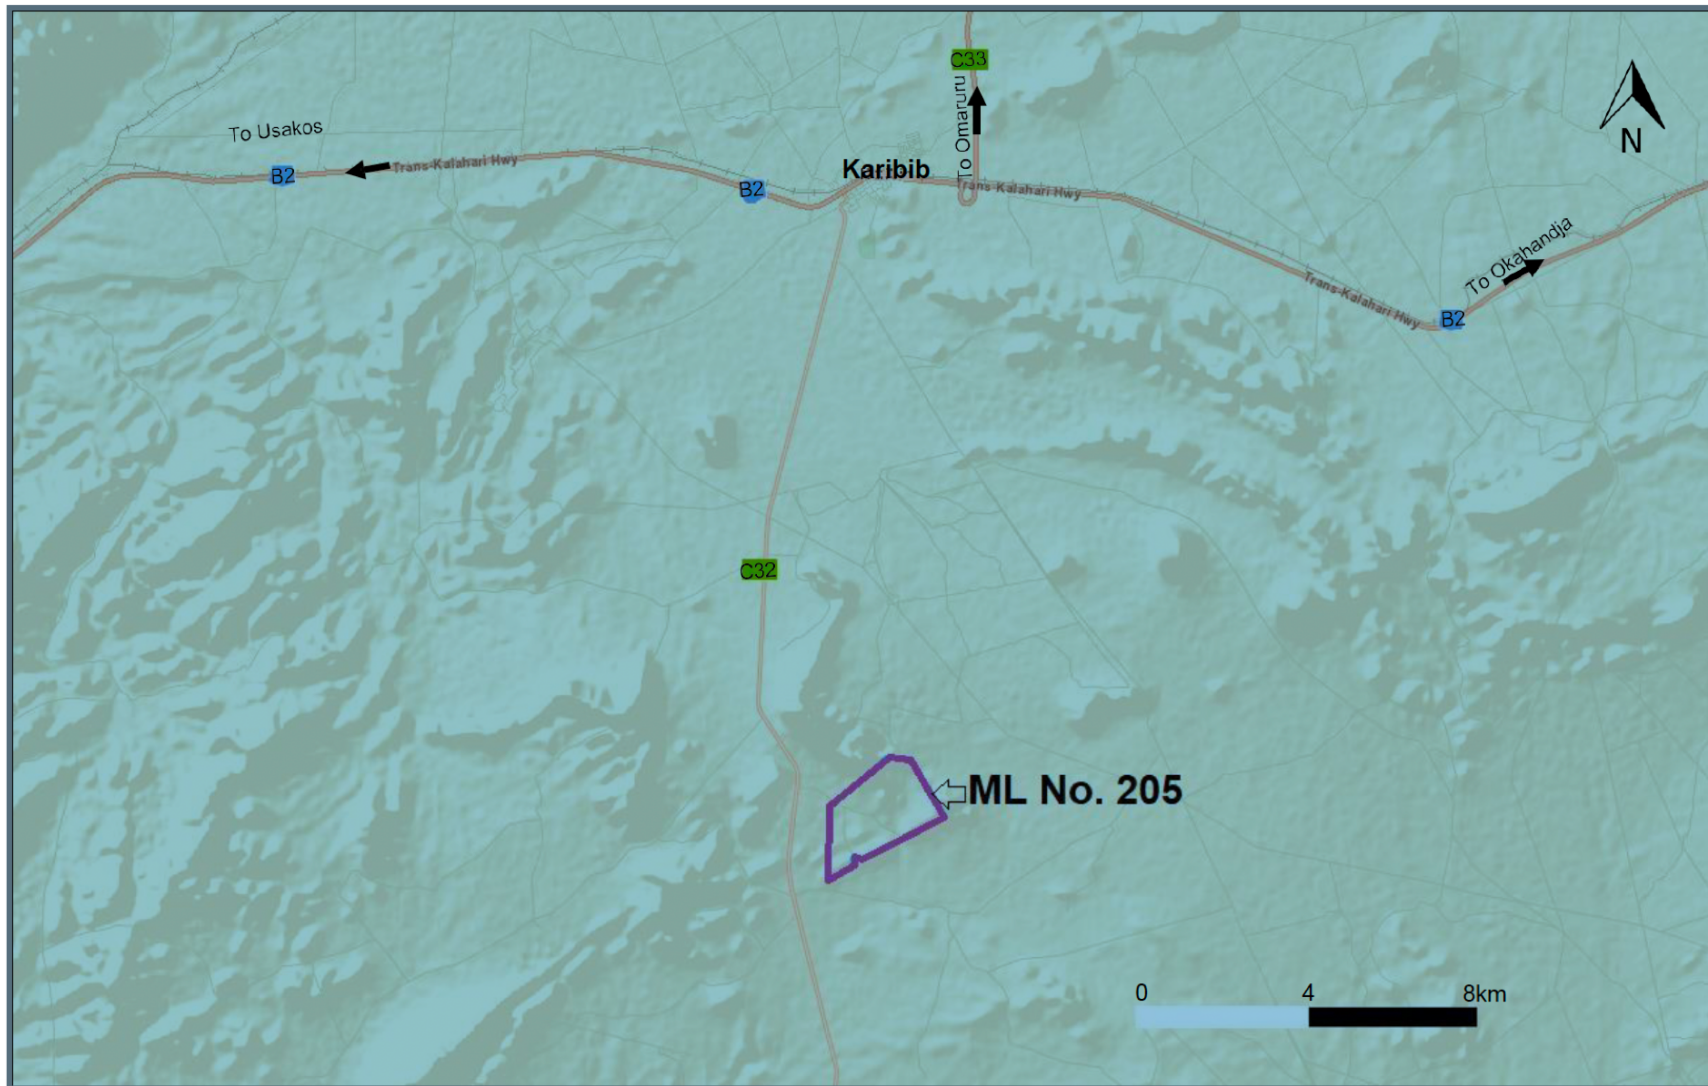 C33
To Omaruru
N
To Usakos
Trans-Kalahari Hwy
B2
B2
Karibib
Trans-Kalahari Hwy
To Okahandja
Trans-Kalahari Hwy
B2
C32
ML No. 205
0 4 8km